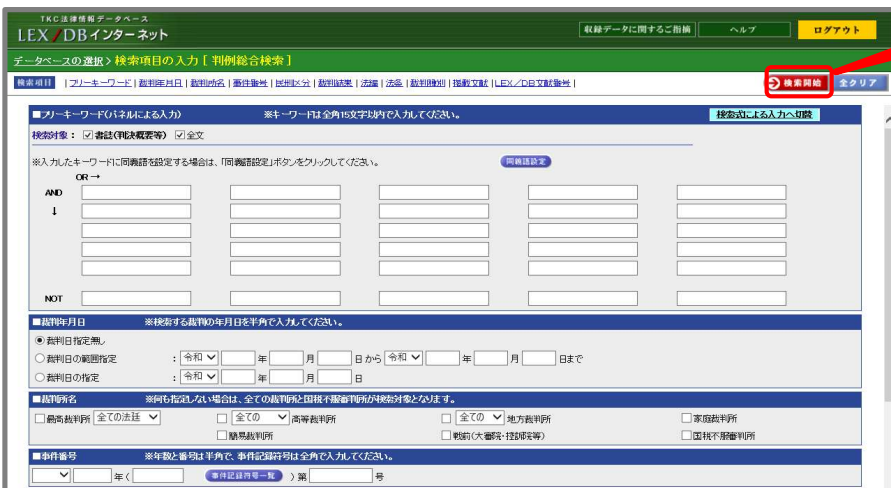 TKC法律情報データベース
LEX/DBインターネット
収録データに関するご指摘 ヘルプ ログアウト
データベースの選択 > 検索項目の入力 [ 判例総合検索 ]
検索項目 | フリーキーワード | 裁判年月日 | 裁判所名 | 事件番号 | 民刑区分 | 裁判結果 | 法編 | 法条 | 裁判種別 | 掲載文献 | LEX/DB文献番号 | 検索開始 全クリア
■フリーキーワード(パネルによる入力) ※キーワードは全角15文字以内で入力してください。 検索式による入力へ切替
検索対象: 書誌(判決概要等) 全文
※入力したキーワードに同義語を設定する場合は、「同義語設定」ボタンをクリックしてください。 同義語設定
OR→
AND
↓
NOT
■裁判年月日 ※検索する裁判の年月日を半角で入力してください。
裁判日指定無し
裁判日の範囲指定 : 令和 年 月 日 から 令和 年 月 日まで
裁判日の指定 : 令和 年 月 日
■裁判所名 ※何も指定しない場合は、全ての裁判所と国税不服審判所が検索対象となります。
最高裁判所 全ての法廷 全ての 高等裁判所 全ての 地方裁判所 家庭裁判所
簡易裁判所 戦前(大審院・控訴院等) 国税不服審判所
■事件番号 ※年数と番号は半角で、事件記録符号は全角で入力してください。
年( 事件記録符号一覧 ) 第 号